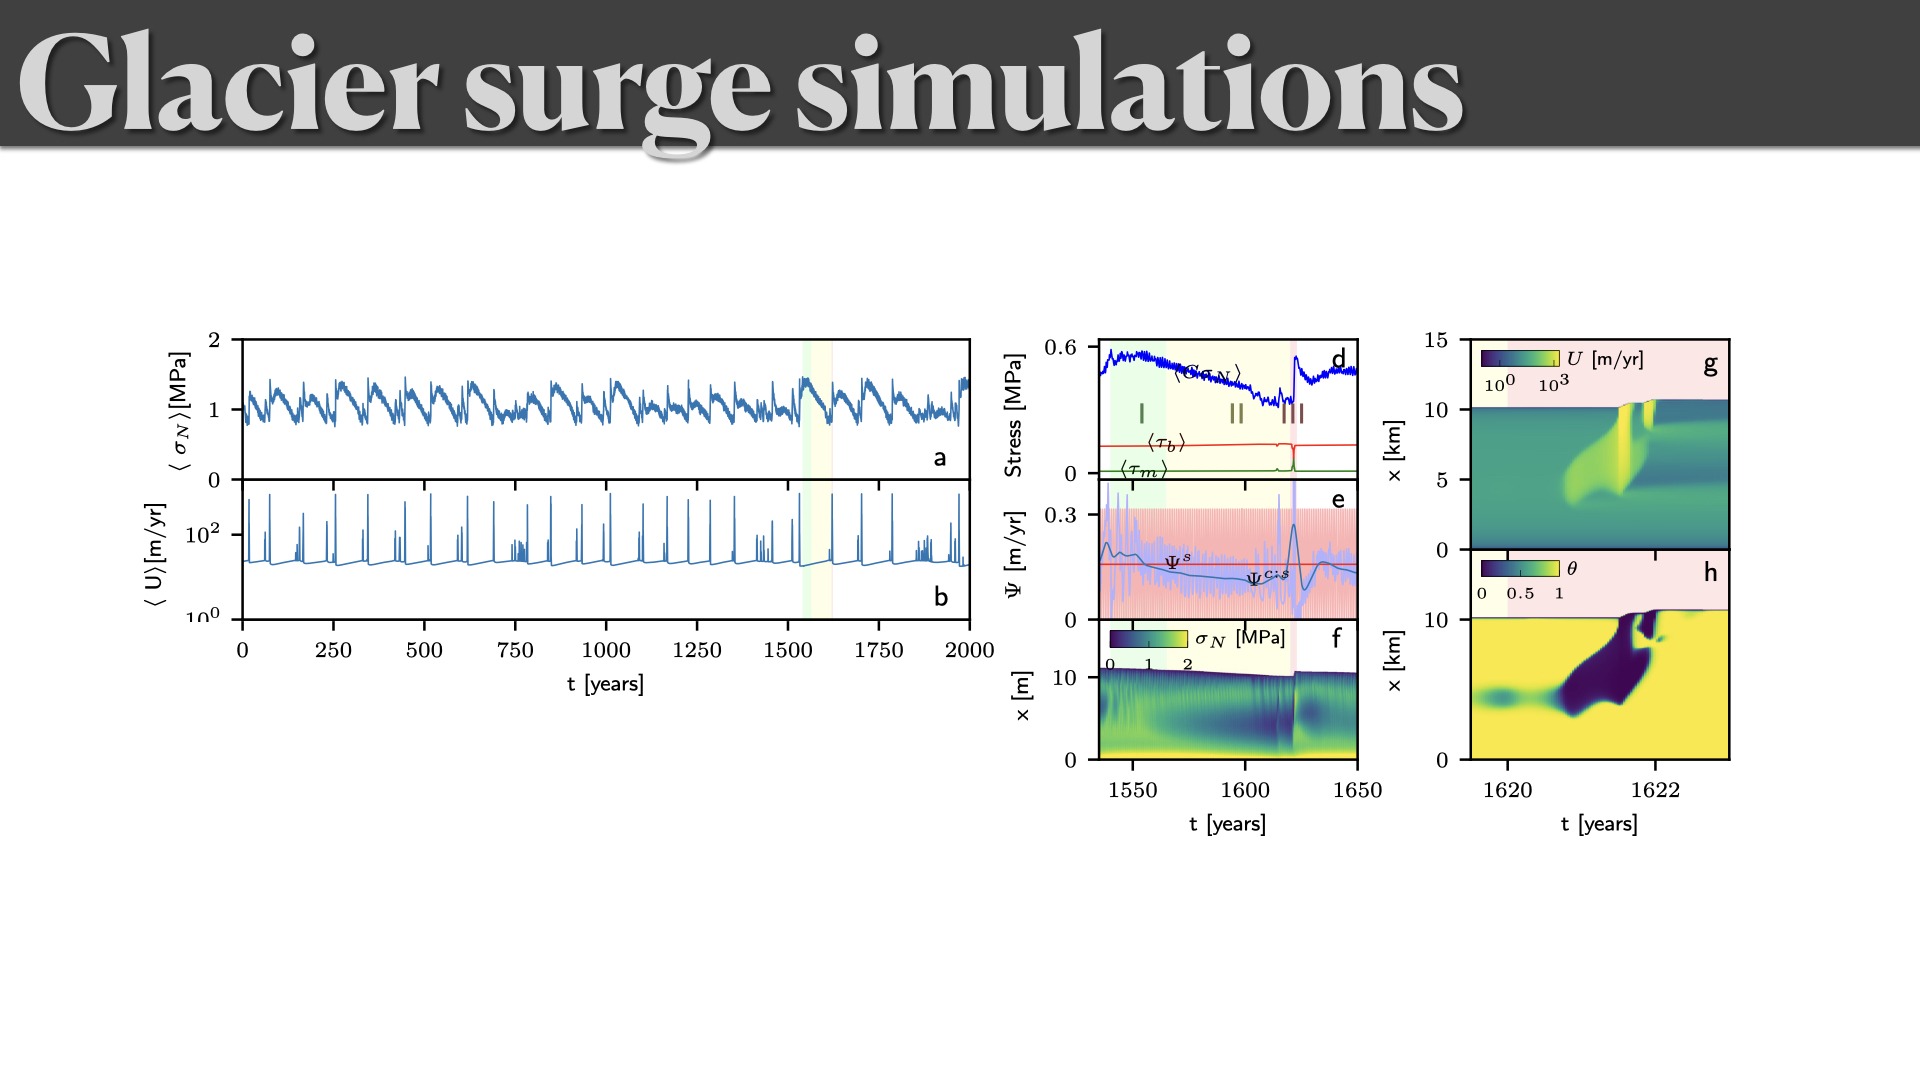 Glacier surge simulations
2
1
0
⟨ σN ⟩ [MPa]
a
10²
10⁰
⟨ U⟩[m/yr]
b
0 250 500 750 1000 1250 1500 1750 2000
t [years]
0.6
0
Stress [MPa]
d
⟨CσN⟩
⟨τb⟩
⟨τm⟩
0.3
0
Ψ [m/yr]
e
Ψˢ
Ψᶜ˙ˢ
f
σN [MPa]
0 1 2
10
0
x [m]
1550 1600 1650
t [years]
15
10
5
0
x [km]
g
U [m/yr]
10⁰ 10³
h
θ
0 0.5 1
10
0
x [km]
1620 1622
t [years]